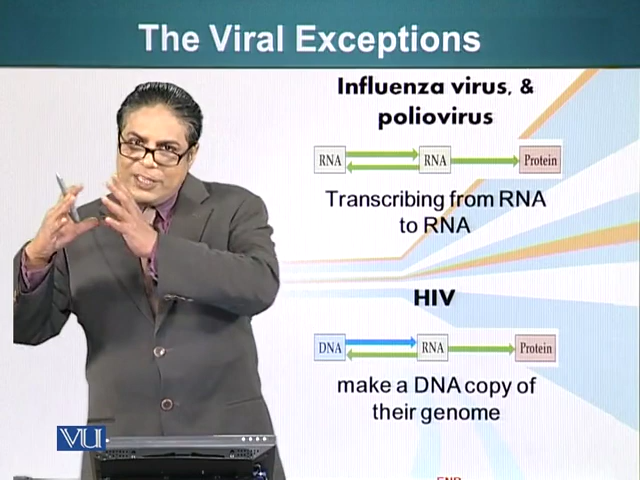 The Viral Exceptions
Influenza virus, &
poliovirus
RNA RNA Protein
Transcribing from RNA
to RNA
HIV
DNA RNA Protein
make a DNA copy of
their genome
VU
END